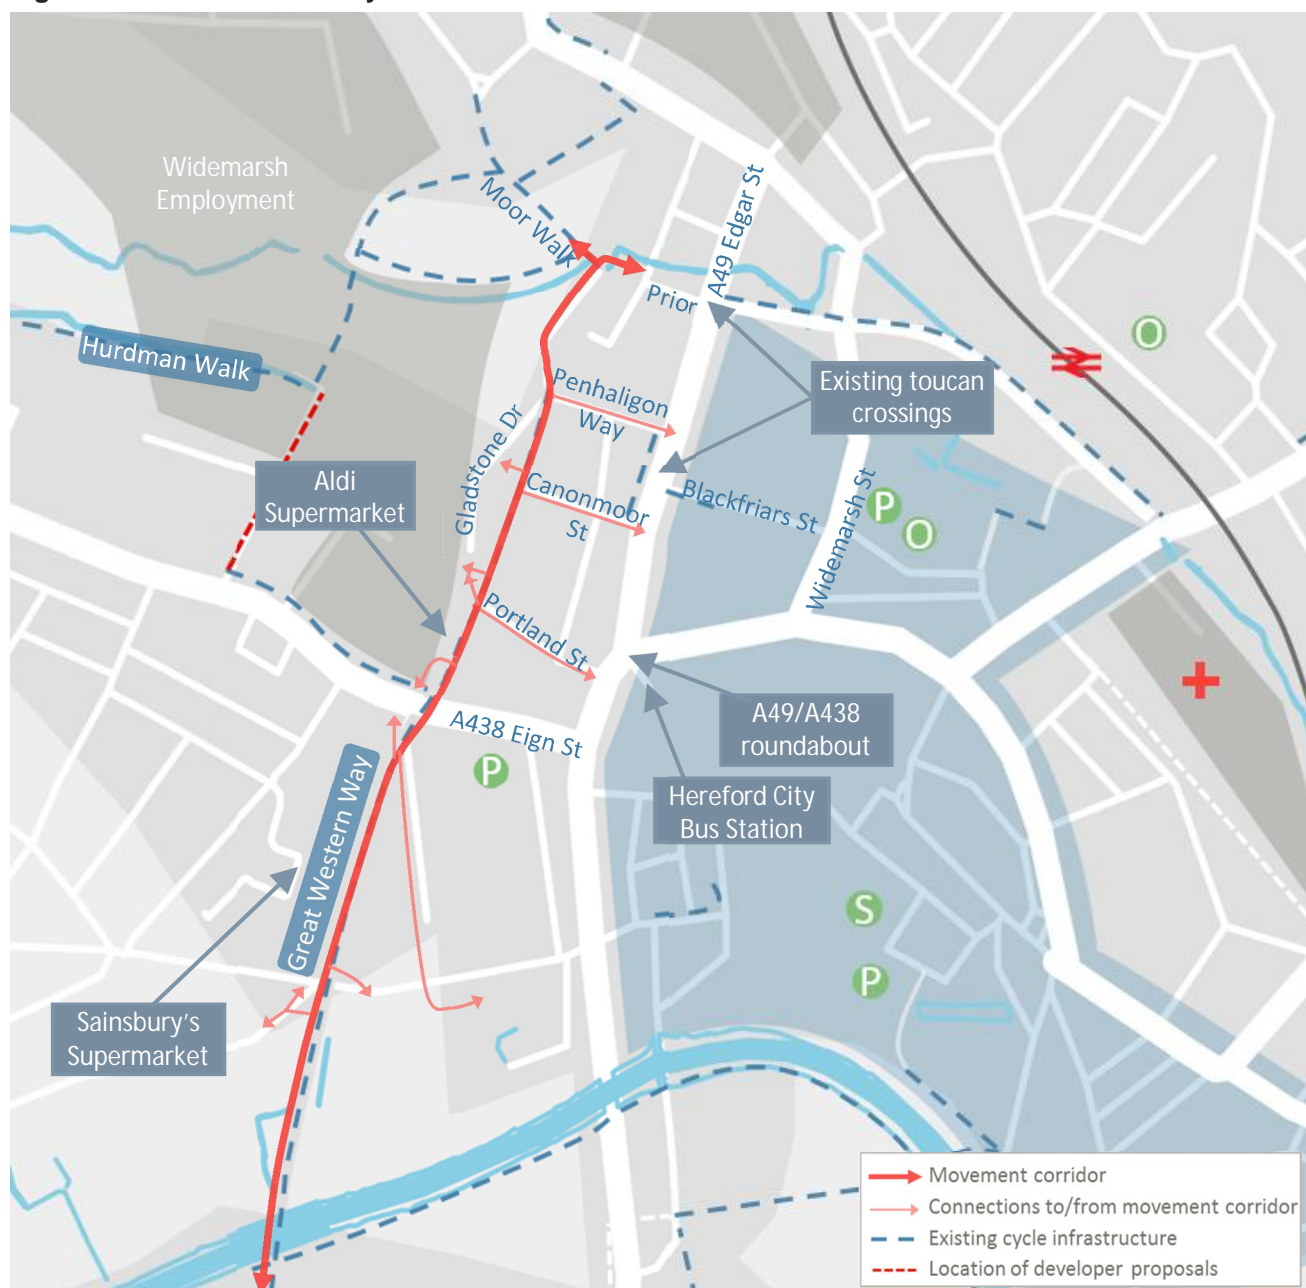 Widemarsh
Employment
Moor Walk
A49 Edgar St
Prior
Hurdman Walk
Existing toucan
crossings
Penhaligon
Way
Gladstone Dr
Aldi
Supermarket
Canonmoor
St
Blackfriars St
P
O
O
Widemarsh St
Portland St
A438 Eign St
A49/A438
roundabout
P
Hereford City
Bus Station
Great Western Way
S
P
Sainsbury's
Supermarket
Movement corridor
Connections to/from movement corridor
Existing cycle infrastructure
Location of developer proposals